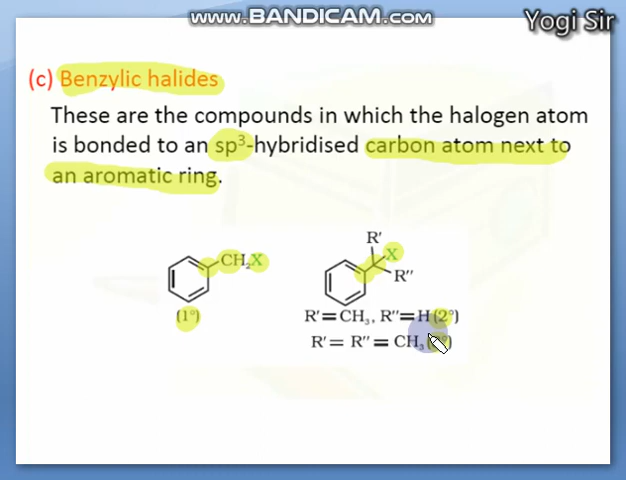 WWW.BANDICAM.COM
Yogi Sir
(c) Benzylic halides
These are the compounds in which the halogen atom
is bonded to an sp³-hybridised carbon atom next to
an aromatic ring.
CH₂X
(1°)
R'
X
R''
R'=CH₃, R''=H (2°)
R'= R''= CH₃